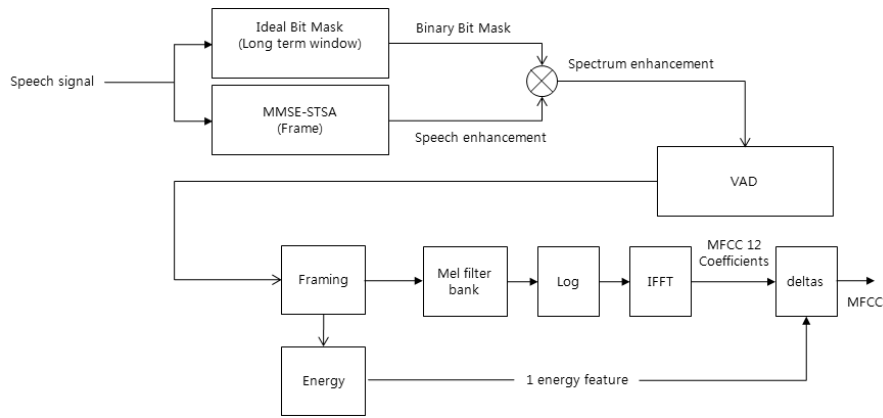 Ideal Bit Mask
(Long term window)
Binary Bit Mask
Speech signal
Spectrum enhancement
MMSE-STSA
(Frame)
Speech enhancement
VAD
Framing
Mel filter
bank
Log
IFFT
MFCC 12
Coefficients
deltas
MFCC
Energy
1 energy feature